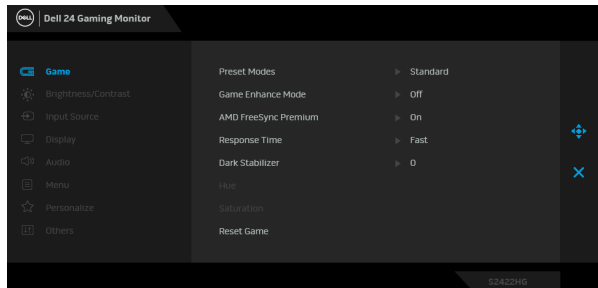 DELL Dell 24 Gaming Monitor
Game
Brightness/Contrast
Input Source
Display
Audio
Menu
Personalize
Others
Preset Modes Standard
Game Enhance Mode Off
AMD FreeSync Premium On
Response Time Fast
Dark Stabilizer 0
Hue
Saturation
Reset Game
S2422HG